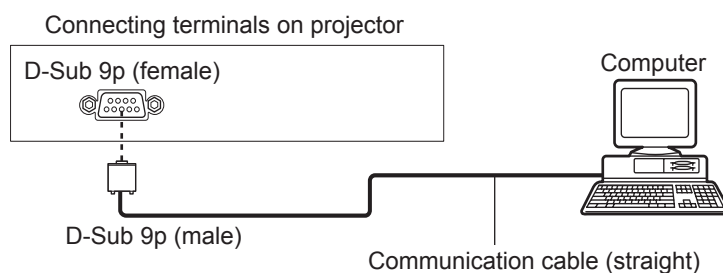 Connecting terminals on projector
D-Sub 9p (female)
Computer
D-Sub 9p (male)
Communication cable (straight)